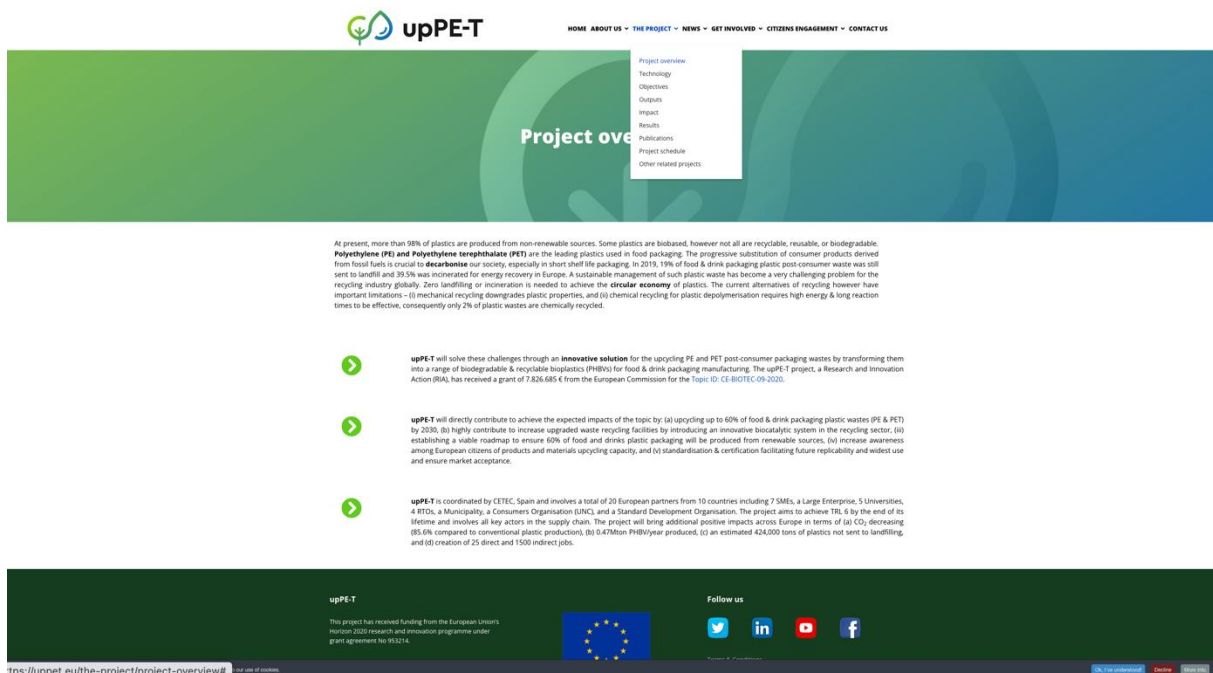 upPE-T
HOME ABOUT US THE PROJECT NEWS GET INVOLVED CITIZENS ENGAGEMENT CONTACT US
Project overview
Technology
Objectives
Outputs
Impact
Results
Publications
Project schedule
Other related projects
Project ove
At present, more than 98% of plastics are produced from non-renewable sources. Some plastics are biobased, however not all are recyclable, reusable, or biodegradable.
Polyethylene (PE) and Polyethylene terephthalate (PET) are the leading plastics used in food packaging. The progressive substitution of consumer products derived
from fossil fuels is crucial to decarbonise our society, especially in short shelf life packaging. In 2019, 19% of food & drink packaging plastic post-consumer waste was still
sent to landfill and 39.5% was incinerated for energy recovery in Europe. A sustainable management of such plastic waste has become a very challenging problem for the
recycling industry globally. Zero landfilling or incineration is needed to achieve the circular economy of plastics. The current alternatives of recycling however have
important limitations – (i) mechanical recycling downgrades plastic properties, and (ii) chemical recycling for plastic depolymerisation requires high energy & long reaction
times to be effective, consequently only 2% of plastic wastes are chemically recycled.
upPE-T will solve these challenges through an innovative solution for the upcycling PE and PET post-consumer packaging wastes by transforming them
into a range of biodegradable & recyclable bioplastics (PHBVs) for food & drink packaging manufacturing. The upPE-T project, a Research and Innovation
Action (RIA), has received a grant of 7.826.685 € from the European Commission for the Topic ID: CE-BIOTEC-09-2020.
upPE-T will directly contribute to achieve the expected impacts of the topic by: (a) upcycling up to 60% of food & drink packaging plastic wastes (PE & PET)
by 2030, (b) highly contribute to increase upgraded waste recycling facilities by introducing an innovative biocatalytic system in the recycling sector, (iii)
establishing a viable roadmap to ensure 60% of food and drinks plastic packaging will be produced from renewable sources, (iv) increase awareness
among European citizens of products and materials upcycling capacity, and (v) standardisation & certification facilitating future replicability and widest use
and ensure market acceptance.
upPE-T is coordinated by CETEC, Spain and involves a total of 20 European partners from 10 countries including 7 SMEs, a Large Enterprise, 5 Universities,
4 RTOs, a Municipality, a Consumers Organisation (UNC), and a Standard Development Organisation. The project aims to achieve TRL 6 by the end of its
lifetime and involves all key actors in the supply chain. The project will bring additional positive impacts across Europe in terms of (a) CO₂ decreasing
(85.6% compared to conventional plastic production), (b) 0.47Mton PHBV/year produced, (c) an estimated 424,000 tons of plastics not sent to landfilling,
and (d) creation of 25 direct and 1500 indirect jobs.
upPE-T
This project has received funding from the European Union's
Horizon 2020 research and innovation programme under
grant agreement No 953214.
Follow us
in
f
Terms & Conditions
ttps://uppet.eu/the-project/project-overview#
our use of cookies.
Ok, I've understood!
Decline
More Info